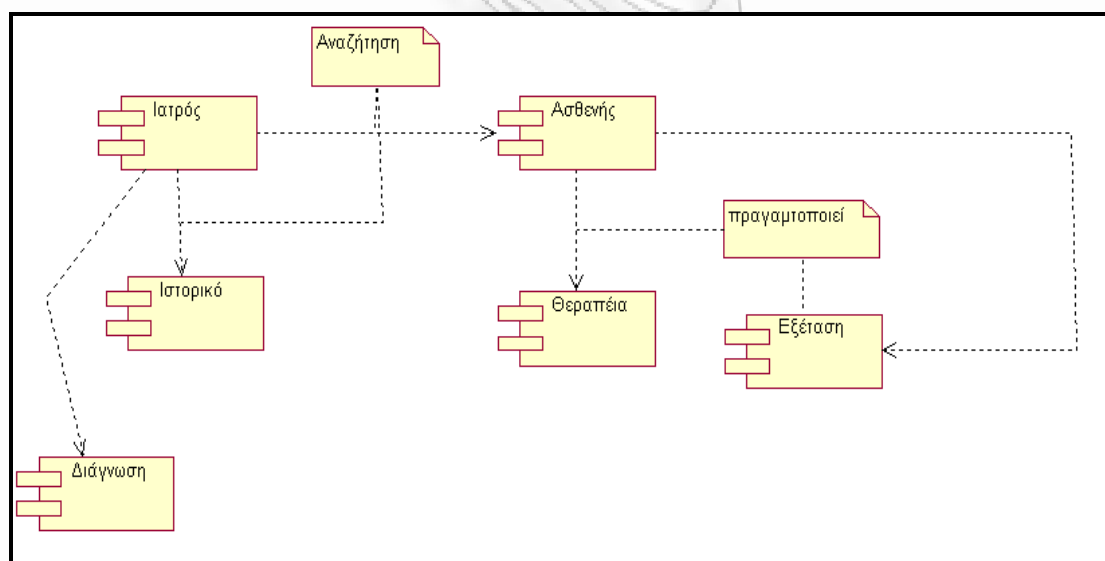 Αναζήτηση
Ιατρός
Ασθενής
πραγαμτοποιεί
Ιστορικό
Θεραπέια
Εξέταση
Διάγνωση